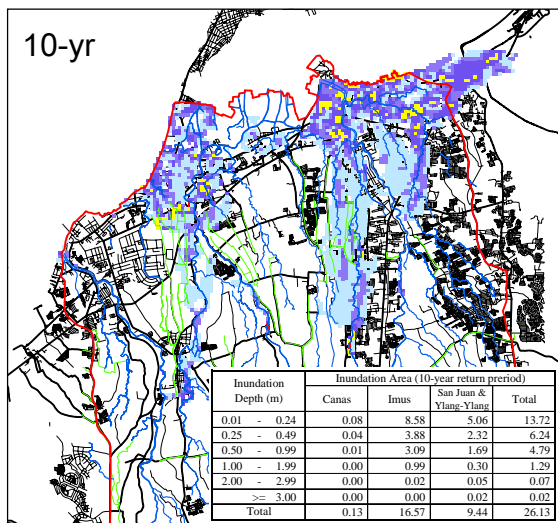 10-yr
Inundation Depth (m) Inundation Area (10-year return preriod)
Canas Imus San Juan & Ylang-Ylang Total
0.01 - 0.24 0.08 8.58 5.06 13.72
0.25 - 0.49 0.04 3.88 2.32 6.24
0.50 - 0.99 0.01 3.09 1.69 4.79
1.00 - 1.99 0.00 0.99 0.30 1.29
2.00 - 2.99 0.00 0.02 0.05 0.07
>= 3.00 0.00 0.00 0.02 0.02
Total 0.13 16.57 9.44 26.13